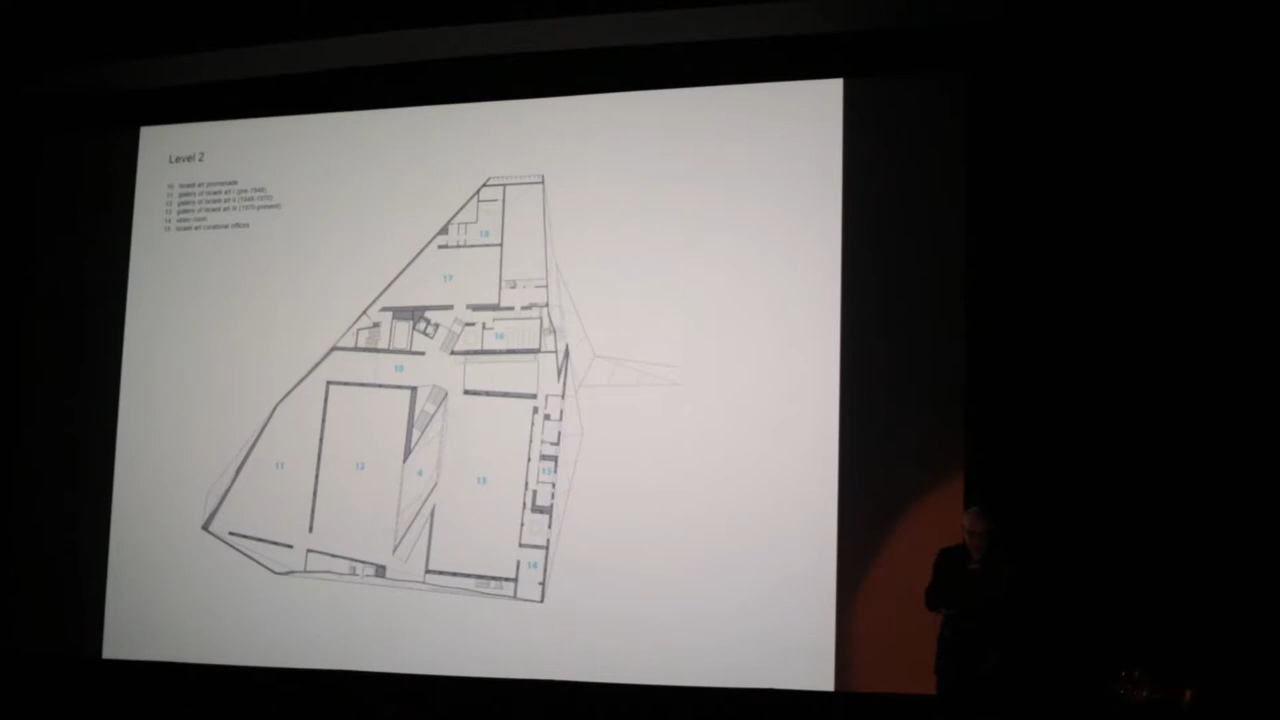 Level 2
10 Israeli art promenade
11 gallery of Israeli art I (pre-1948)
12 gallery of Israeli art II (1948-1970)
13 gallery of Israeli art III (1970-present)
14 video room
15 Israeli art curatorial offices
18
17
16
10
11
12
4
13
15
14